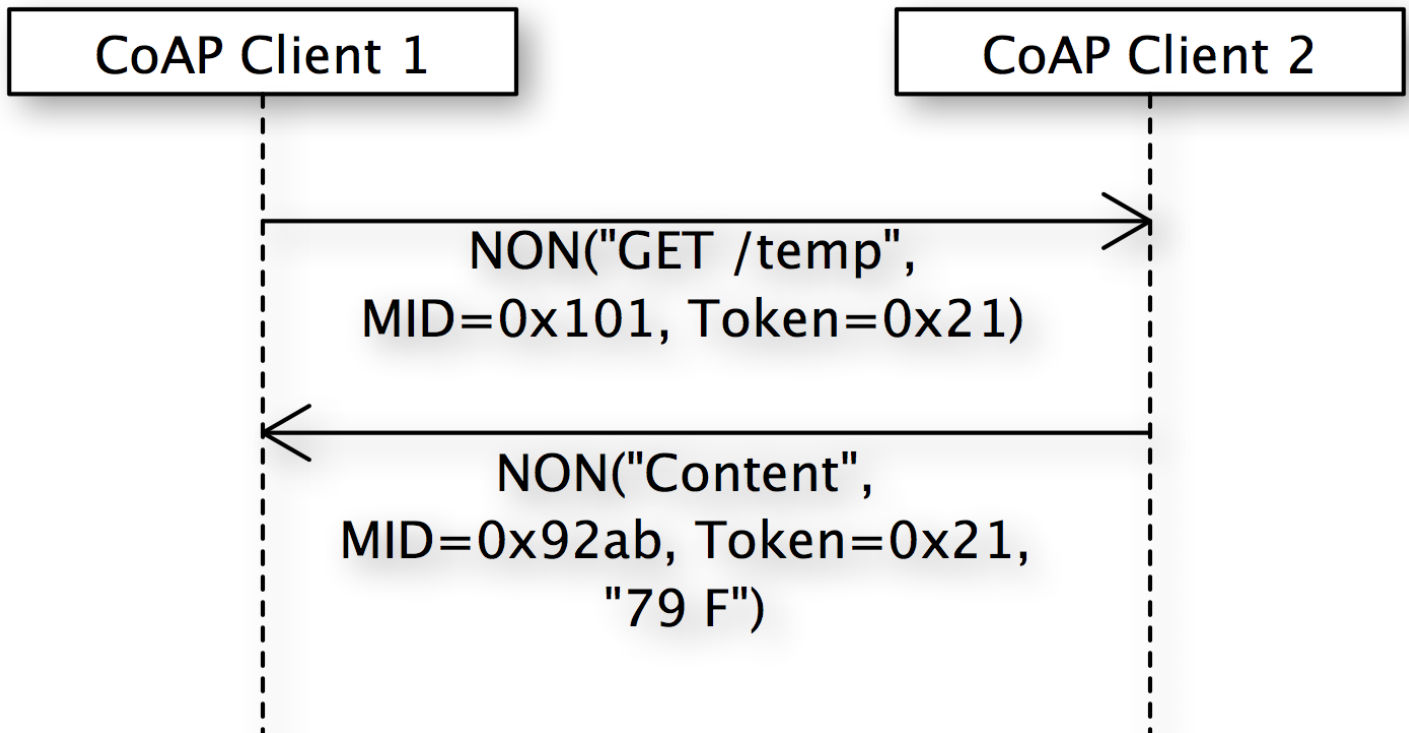 CoAP Client 1
CoAP Client 2
NON("GET /temp",
MID=0x101, Token=0x21)
NON("Content",
MID=0x92ab, Token=0x21,
"79 F")